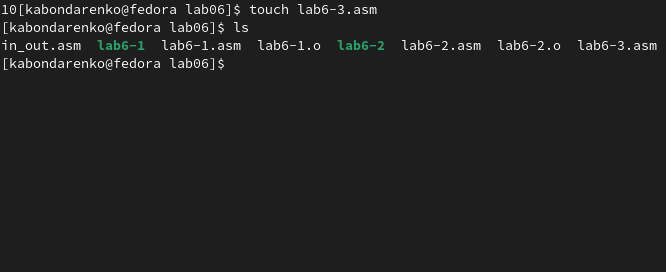 10[kabondarenko@fedora lab06]$ touch lab6-3.asm
[kabondarenko@fedora lab06]$ ls
in_out.asm  lab6-1  lab6-1.asm  lab6-1.o  lab6-2  lab6-2.asm  lab6-2.o  lab6-3.asm
[kabondarenko@fedora lab06]$